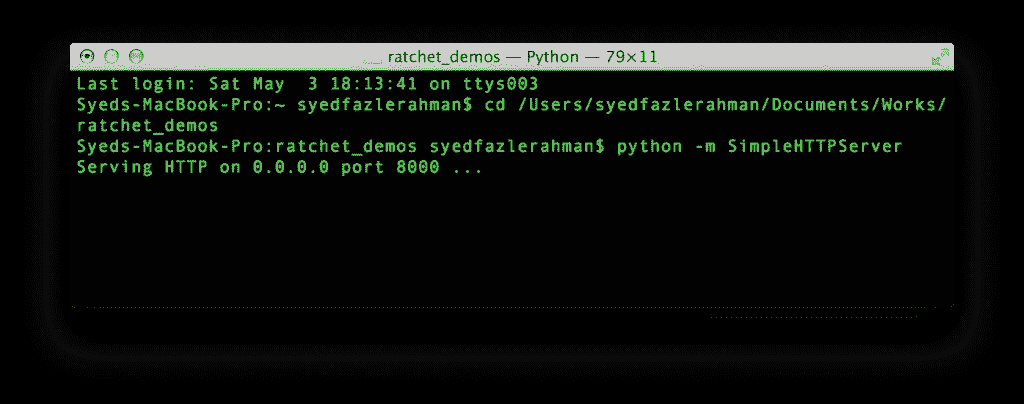 ratchet_demos — Python — 79×11
Last login: Sat May  3 18:13:41 on ttys003
Syeds-MacBook-Pro:~ syedfazlerahman$ cd /Users/syedfazlerahman/Documents/Works/
ratchet_demos
Syeds-MacBook-Pro:ratchet_demos syedfazlerahman$ python -m SimpleHTTPServer
Serving HTTP on 0.0.0.0 port 8000 ...